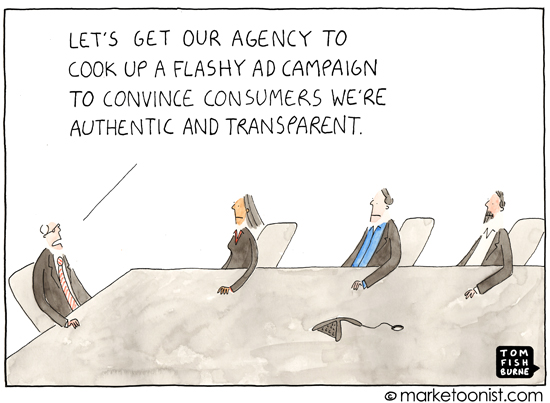 LET'S GET OUR AGENCY TO
COOK UP A FLASHY AD CAMPAIGN
TO CONVINCE CONSUMERS WE'RE
AUTHENTIC AND TRANSPARENT.
TOM
FISH
BURNE
© marketoonist.com